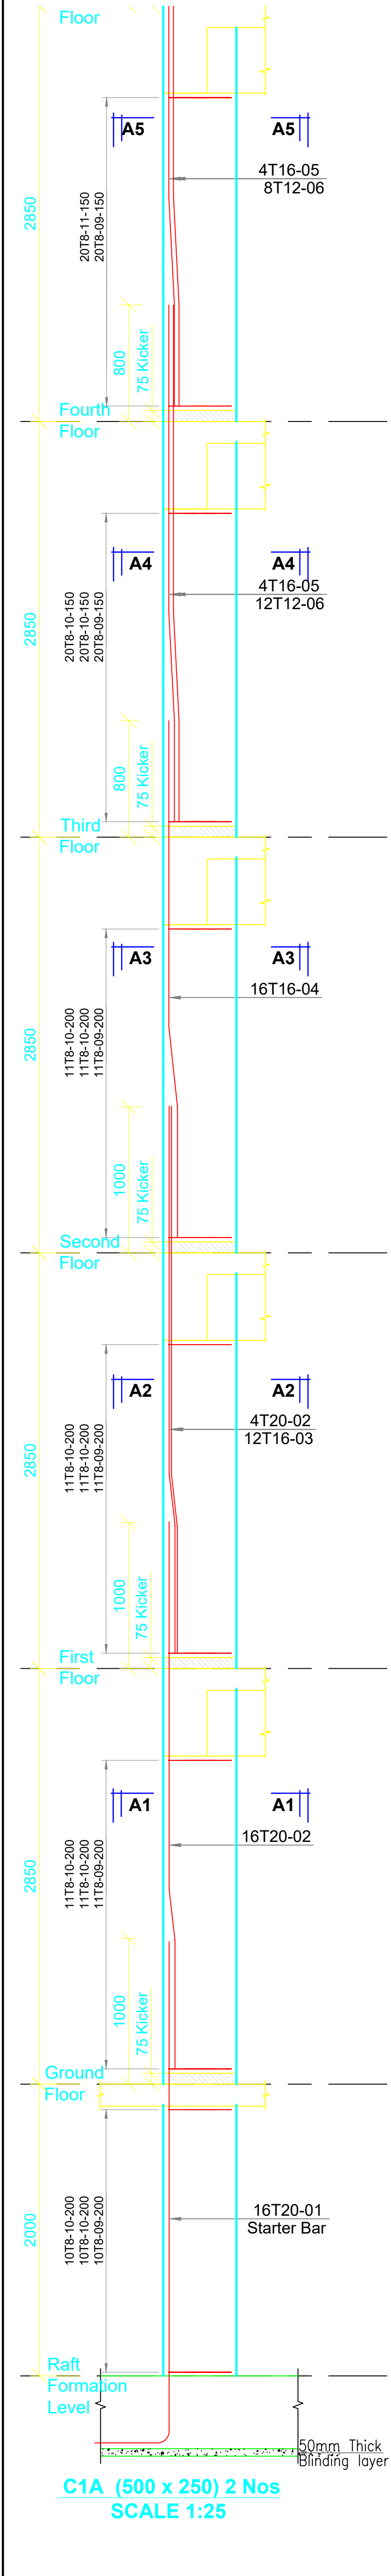 Floor
A5
A5
4T16-05
8T12-06
2850
20T8-11-150
20T8-09-150
800
75 Kicker
Fourth
Floor
A4
A4
4T16-05
12T12-06
2850
20T8-10-150
20T8-10-150
20T8-09-150
800
75 Kicker
Third
Floor
A3
A3
16T16-04
2850
11T8-10-200
11T8-10-200
11T8-09-200
1000
75 Kicker
Second
Floor
A2
A2
4T20-02
12T16-03
2850
11T8-10-200
11T8-10-200
11T8-09-200
1000
75 Kicker
First
Floor
A1
A1
16T20-02
2850
11T8-10-200
11T8-10-200
11T8-09-200
1000
75 Kicker
Ground
Floor
16T20-01
Starter Bar
2000
10T8-10-200
10T8-10-200
10T8-09-200
Raft
Formation
Level
50mm Thick
Blinding layer
C1A (500 x 250) 2 Nos
SCALE 1:25